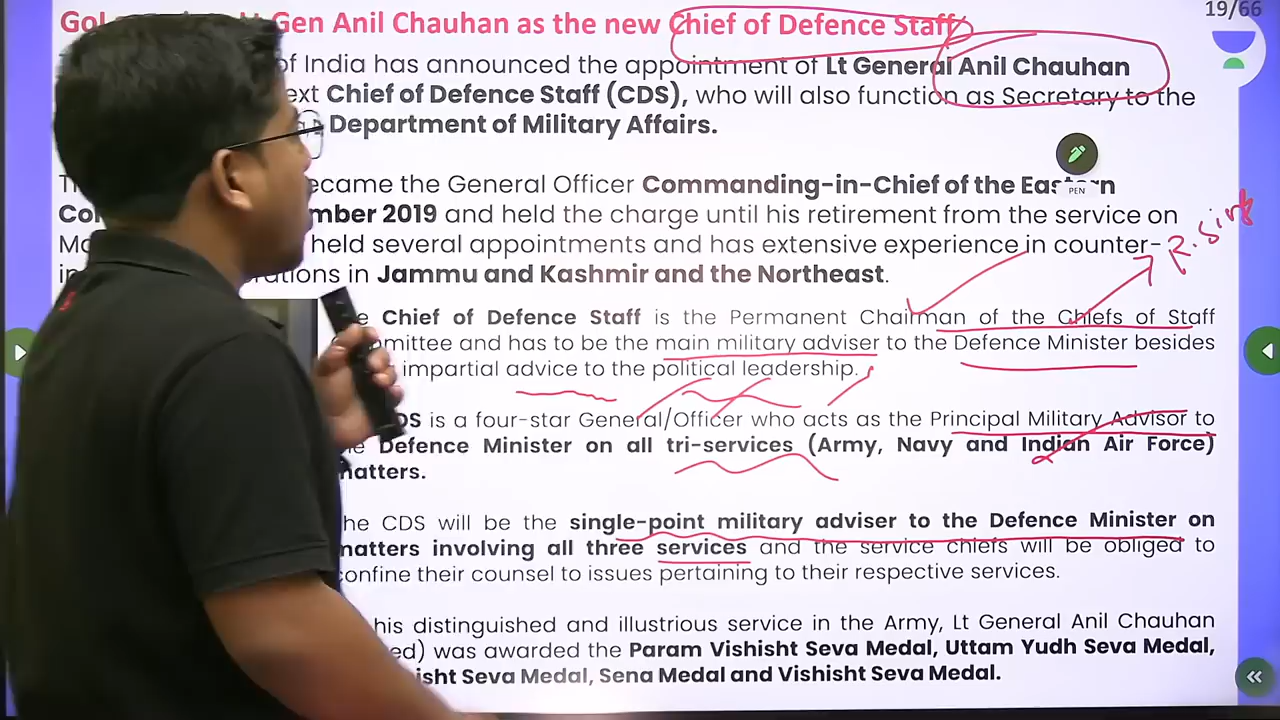 19/66
Gen Anil Chauhan as the new Chief of Defence Staff
of India has announced the appointment of Lt General Anil Chauhan
ext Chief of Defence Staff (CDS), who will also function as Secretary to the
Department of Military Affairs.
PEN
ecame the General Officer Commanding-in-Chief of the Eastern
mber 2019 and held the charge until his retirement from the service on
held several appointments and has extensive experience in counter-
R. Singh
rations in Jammu and Kashmir and the Northeast.
e Chief of Defence Staff is the Permanent Chairman of the Chiefs of Staff
mmittee and has to be the main military adviser to the Defence Minister besides
impartial advice to the political leadership.
DS is a four-star General/Officer who acts as the Principal Military Advisor to
he Defence Minister on all tri-services (Army, Navy and Indian Air Force)
matters.
he CDS will be the single-point military adviser to the Defence Minister on
matters involving all three services and the service chiefs will be obliged to
confine their counsel to issues pertaining to their respective services.
his distinguished and illustrious service in the Army, Lt General Anil Chauhan
ed) was awarded the Param Vishisht Seva Medal, Uttam Yudh Seva Medal,
isht Seva Medal, Sena Medal and Vishisht Seva Medal.